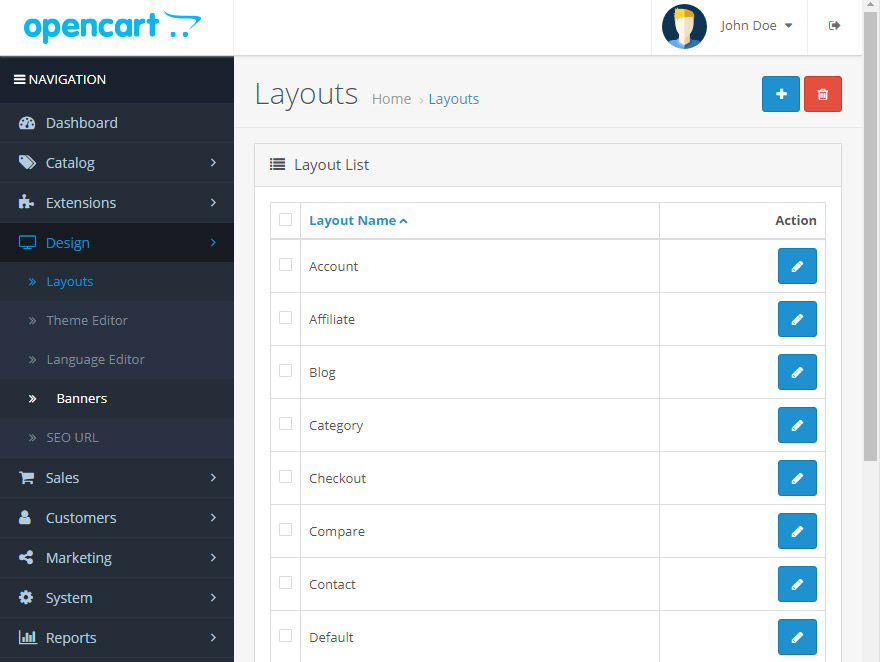 opencart
John Doe
NAVIGATION
Dashboard
Catalog
Extensions
Design
Layouts
Theme Editor
Language Editor
Banners
SEO URL
Sales
Customers
Marketing
System
Reports
Layouts Home Layouts
Layout List
Layout Name Action
Account
Affiliate
Blog
Category
Checkout
Compare
Contact
Default